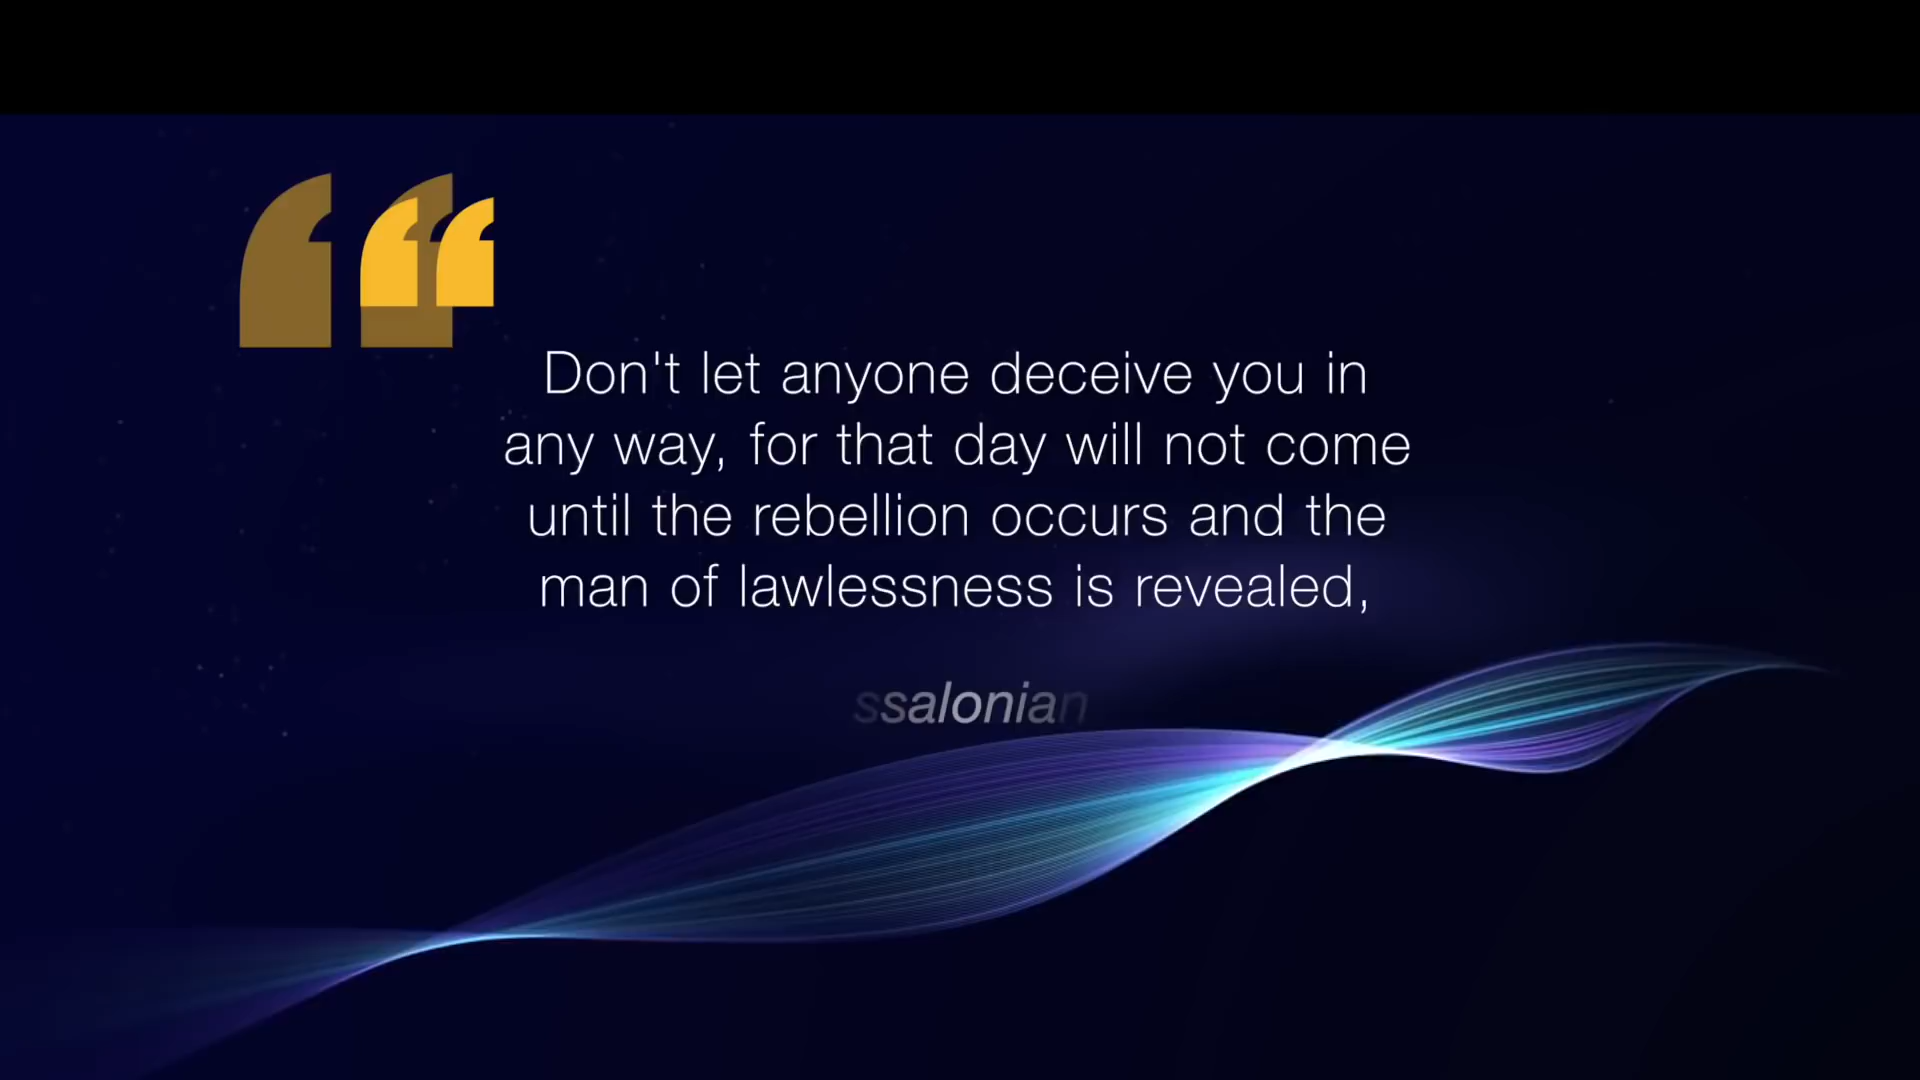 Don't let anyone deceive you in
any way, for that day will not come
until the rebellion occurs and the
man of lawlessness is revealed,
ssalonian